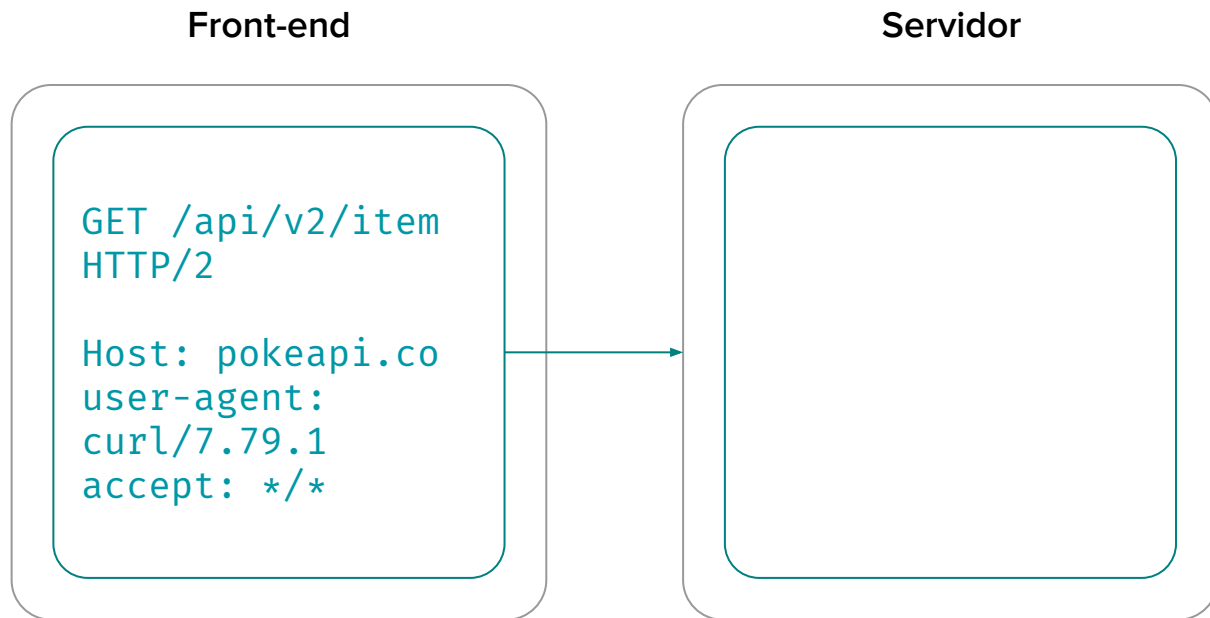 Front-end
Servidor
GET /api/v2/item
HTTP/2
Host: pokeapi.co
user-agent:
curl/7.79.1
accept: */*